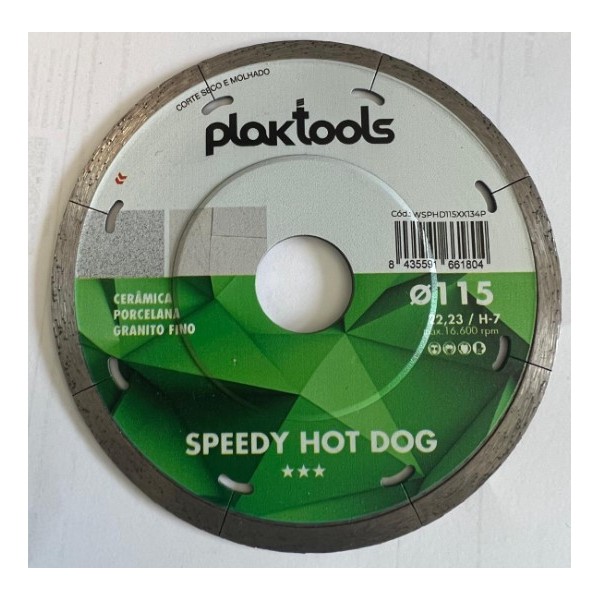 CORTE SECO E MOLHADO
plaktools
Cód.: WSPHD115XX134P
8 435591 661804
Ø115
22,23 / H-7
max.16.600 rpm
CERÂMICA
PORCELANA
GRANITO FINO
SPEEDY HOT DOG
★★★